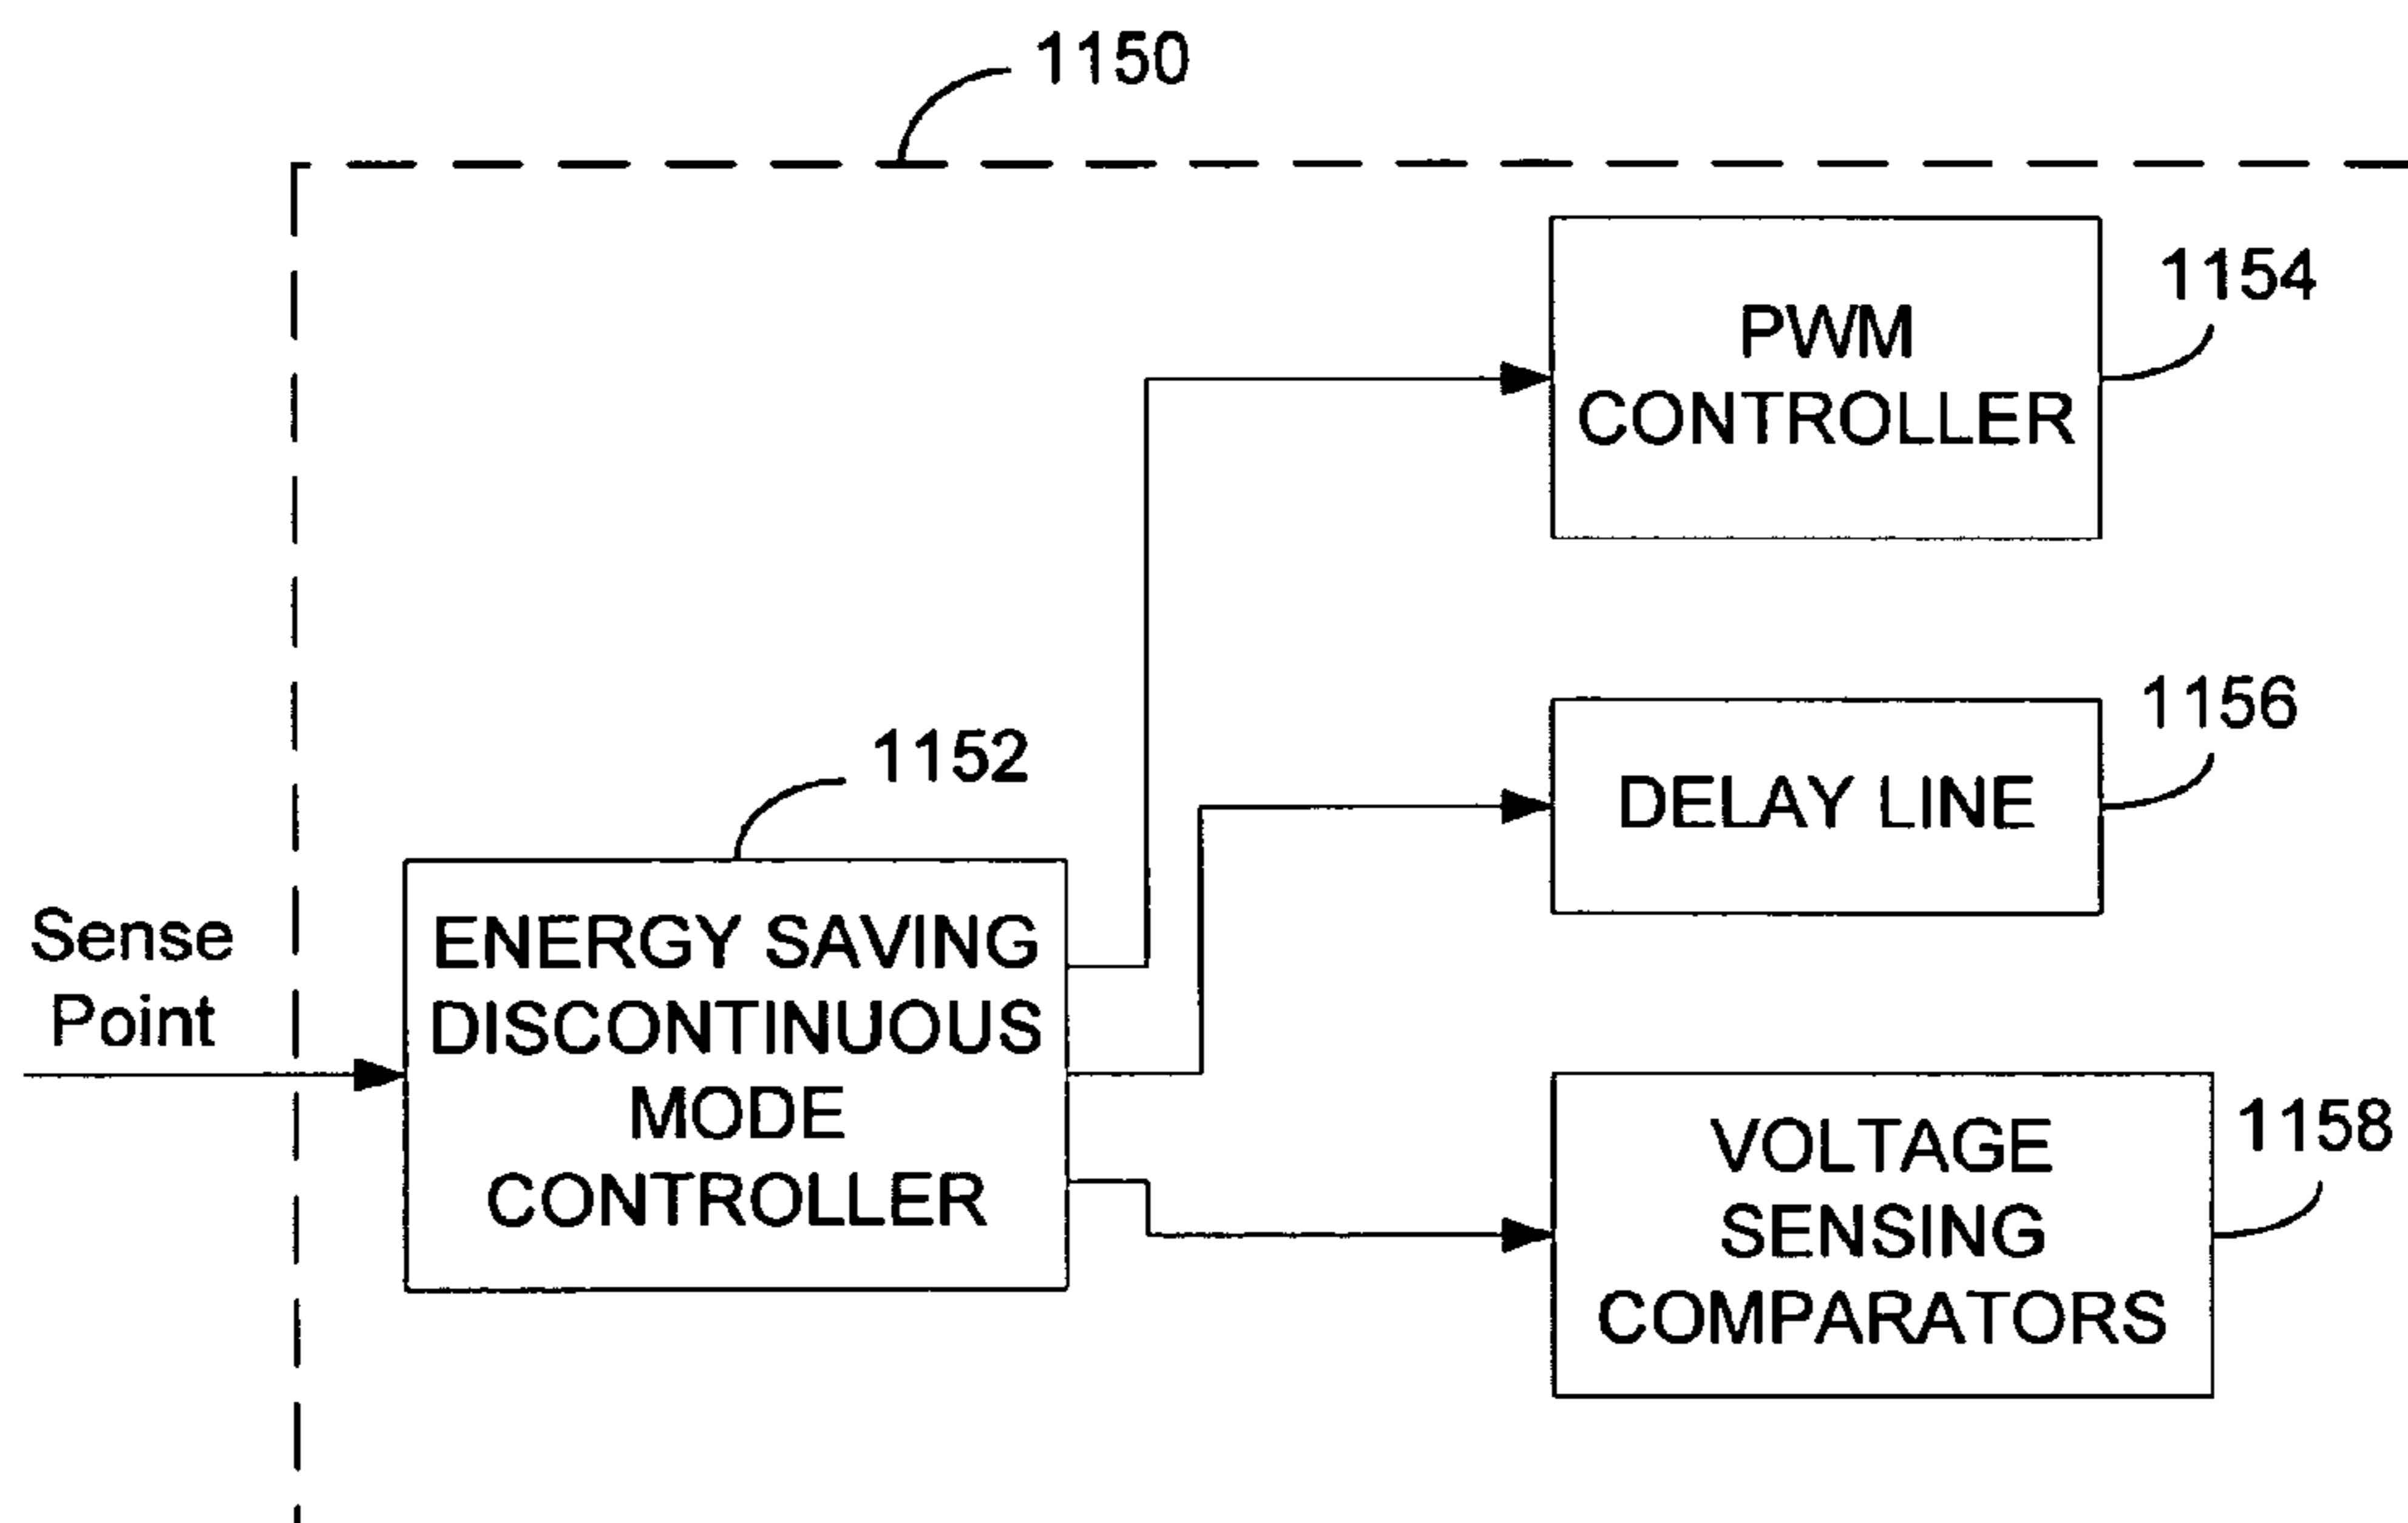 1150
PWM
CONTROLLER
1154
DELAY LINE
1156
1152
Sense
Point
ENERGY SAVING
DISCONTINUOUS
MODE
CONTROLLER
VOLTAGE
SENSING
COMPARATORS
1158